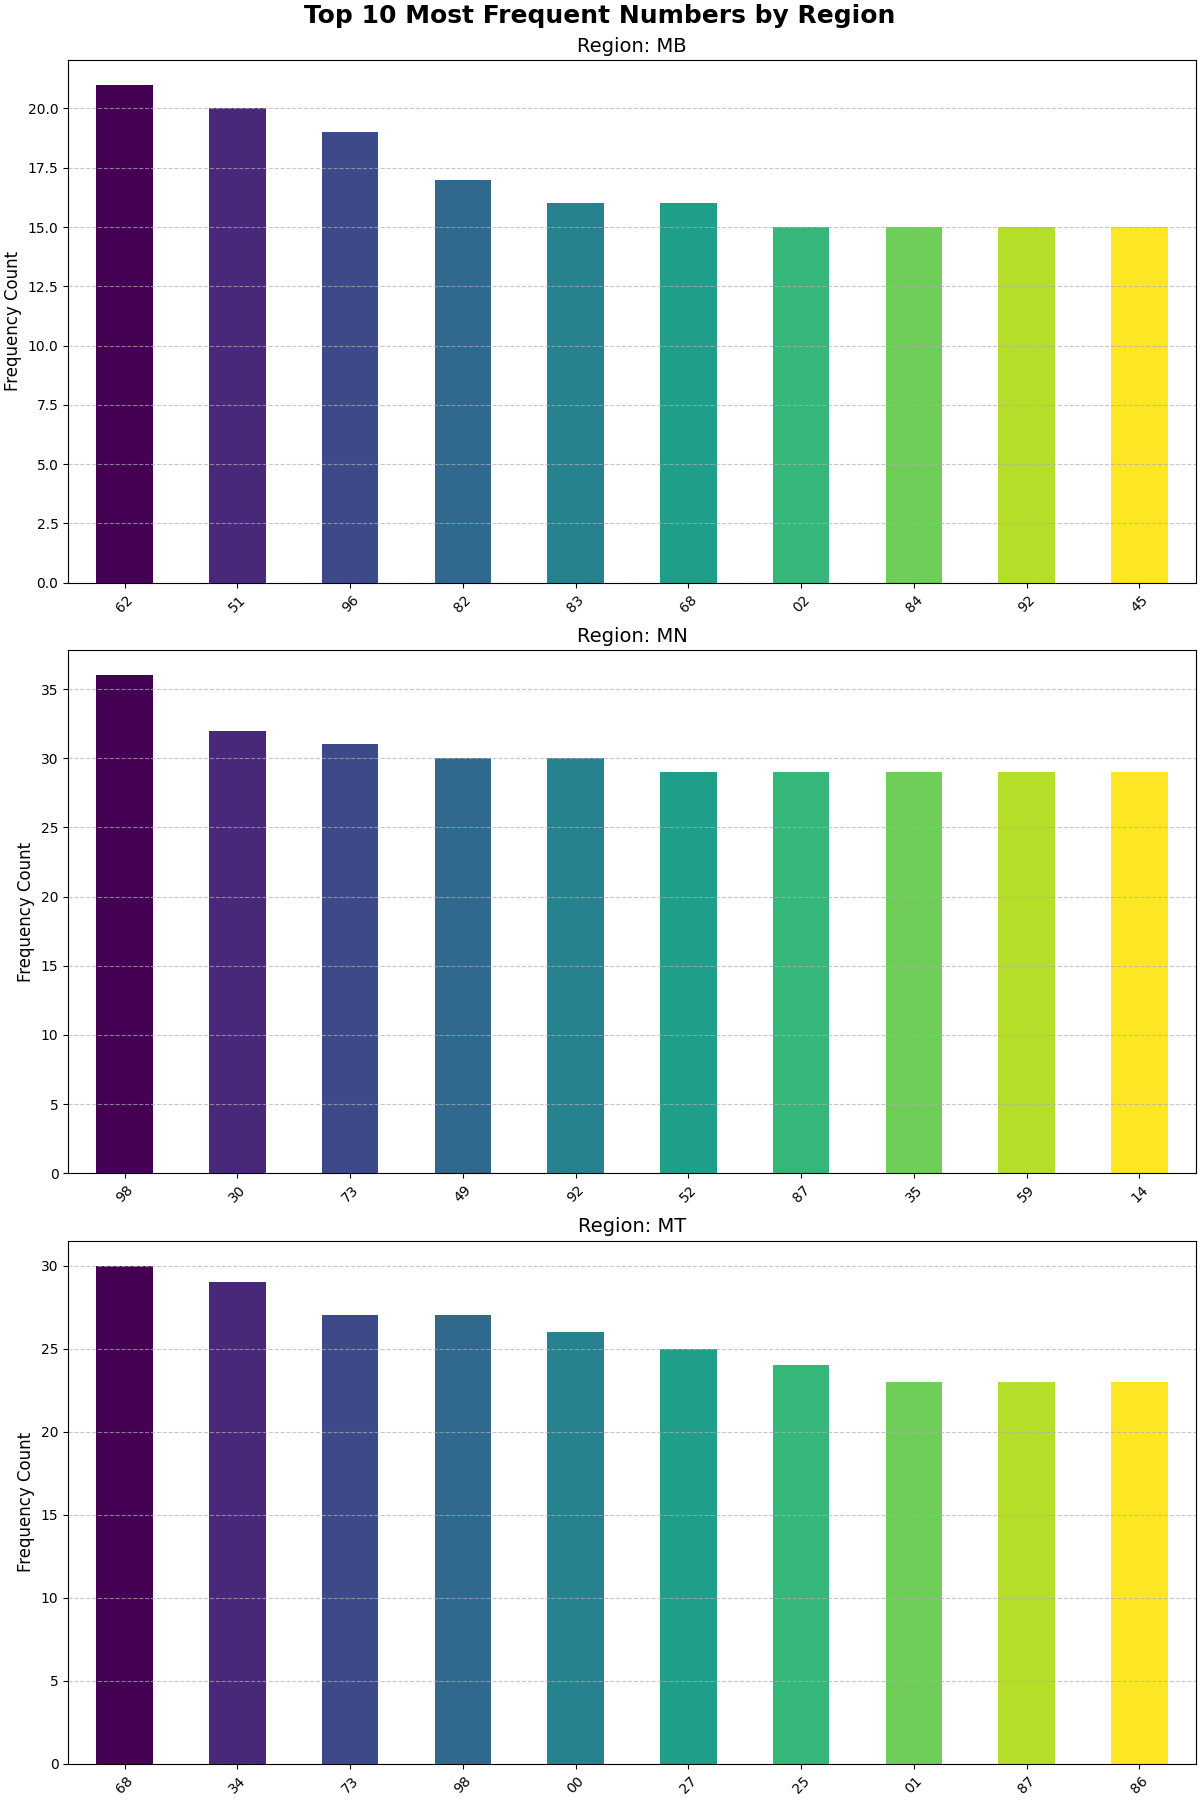 Top 10 Most Frequent Numbers by Region
Region: MB
Frequency Count
20.0
17.5
15.0
12.5
10.0
7.5
5.0
2.5
0.0
62 51 96 82 83 68 02 84 92 45
Region: MN
Frequency Count
35
30
25
20
15
10
5
0
98 30 73 49 92 52 87 35 59 14
Region: MT
Frequency Count
30
25
20
15
10
5
0
68 34 73 98 00 27 25 01 87 86